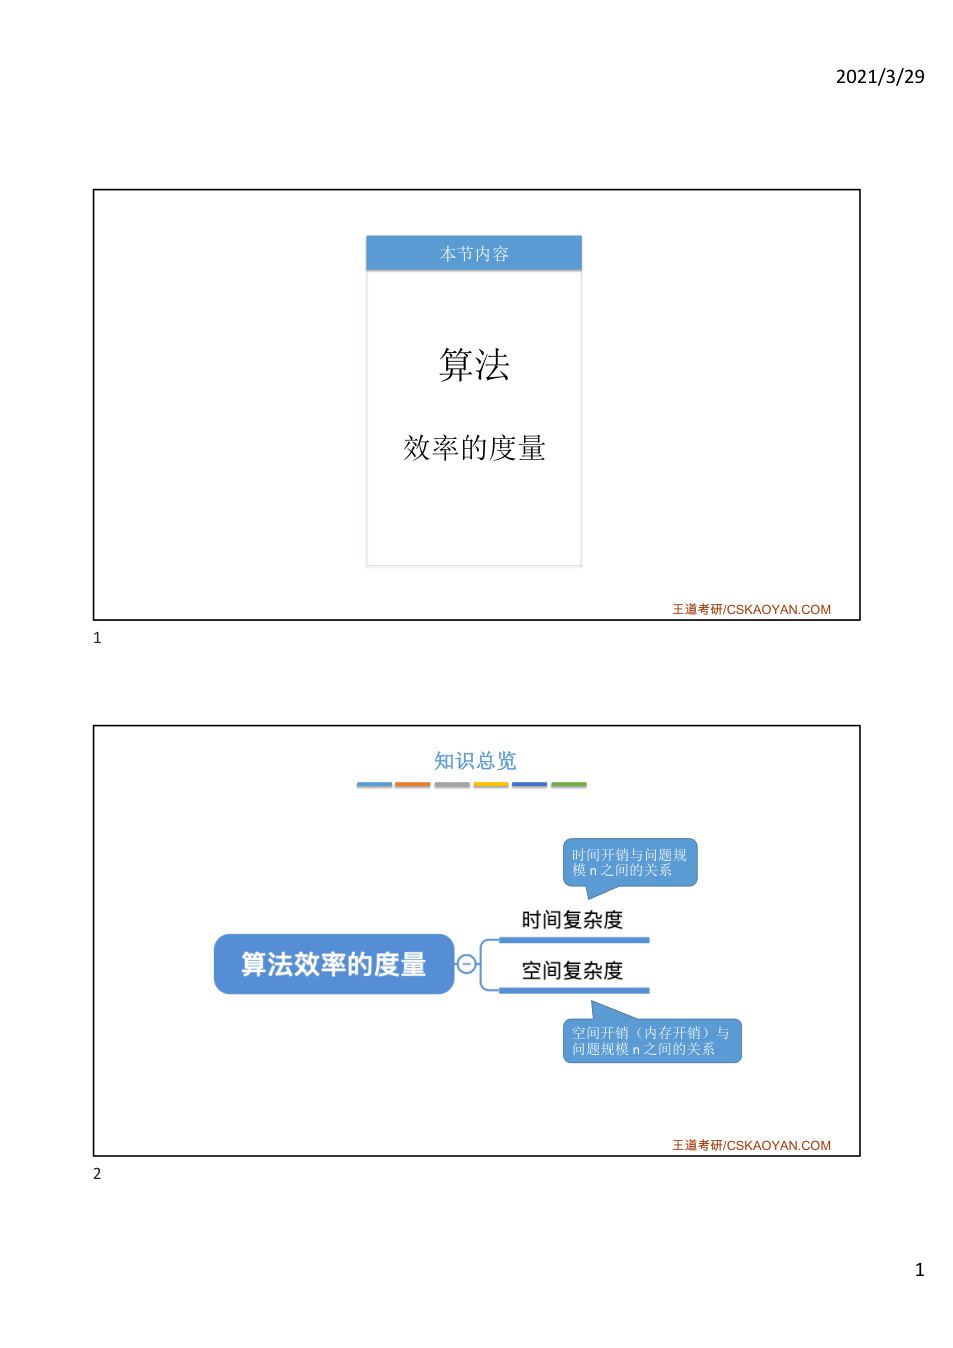 2021/3/29
本节内容
算法
效率的度量
王道考研/CSKAOYAN.COM
1
知识总览
时间开销与问题规
模 n 之间的关系
时间复杂度
算法效率的度量
空间复杂度
空间开销（内存开销）与
问题规模 n 之间的关系
王道考研/CSKAOYAN.COM
2
1